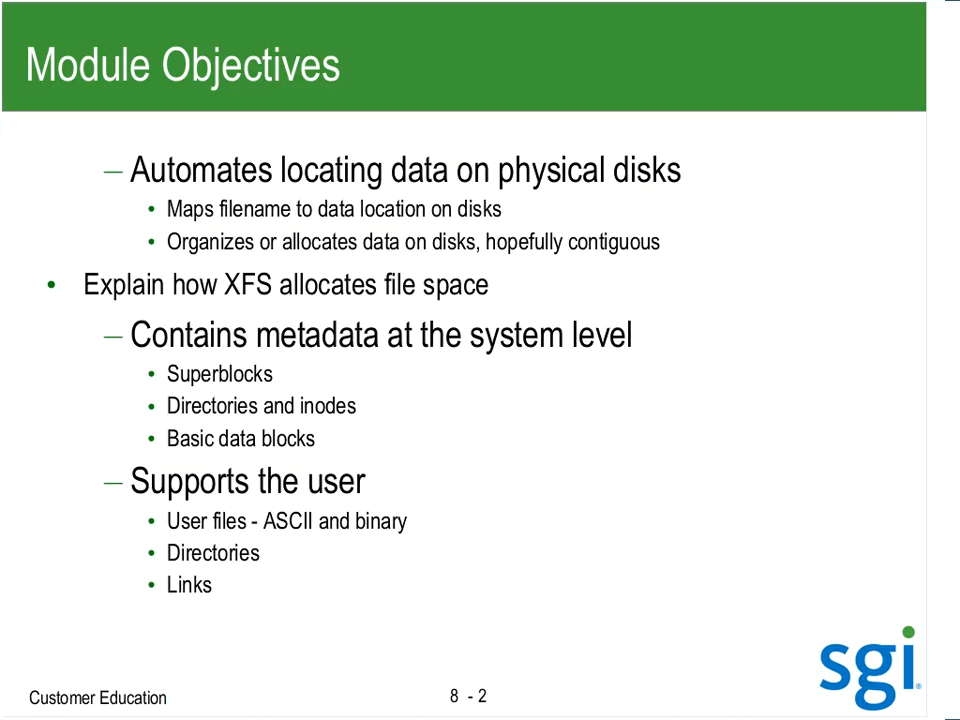 Module Objectives
– Automates locating data on physical disks
• Maps filename to data location on disks
• Organizes or allocates data on disks, hopefully contiguous
• Explain how XFS allocates file space
– Contains metadata at the system level
• Superblocks
• Directories and inodes
• Basic data blocks
– Supports the user
• User files - ASCII and binary
• Directories
• Links
sgi®
Customer Education
8 - 2